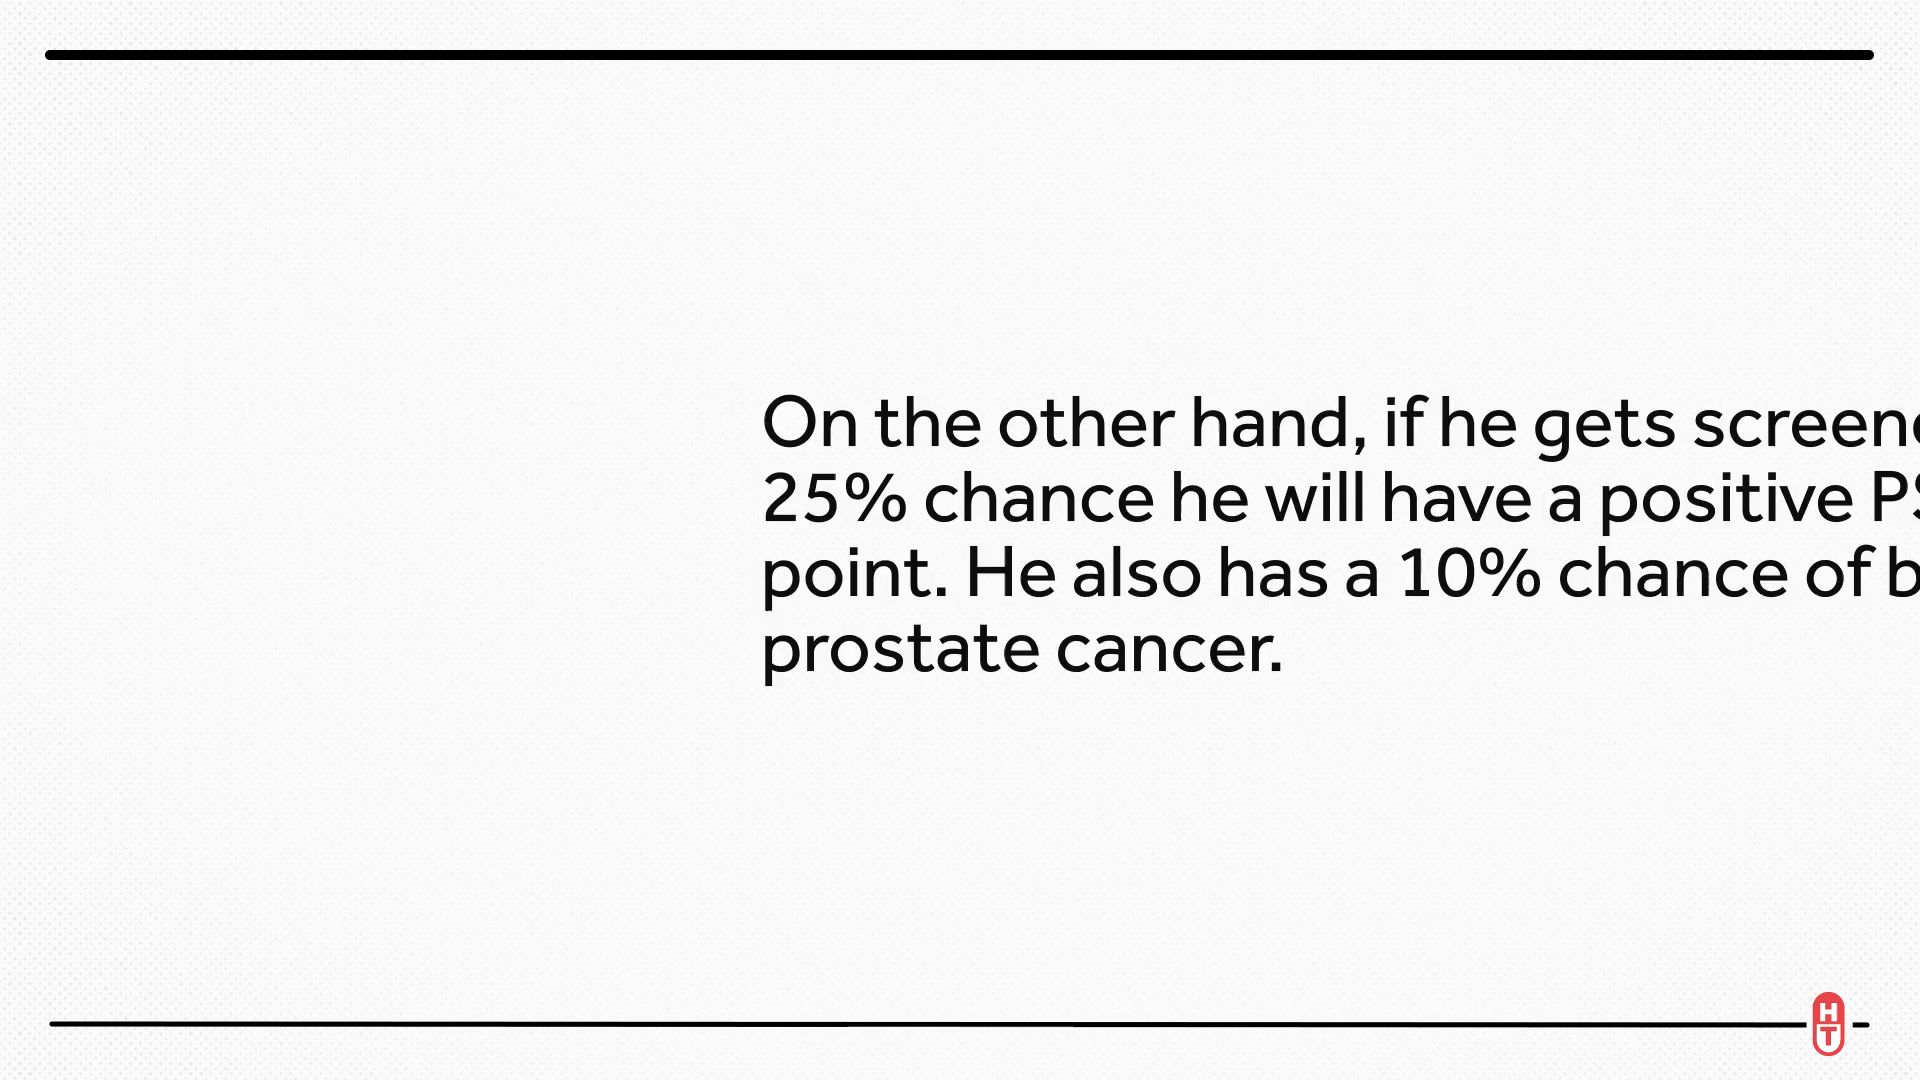 On the other hand, if he gets
25% chance he will have a positive
point. He also has a 10% chance of
prostate cancer.
H
T